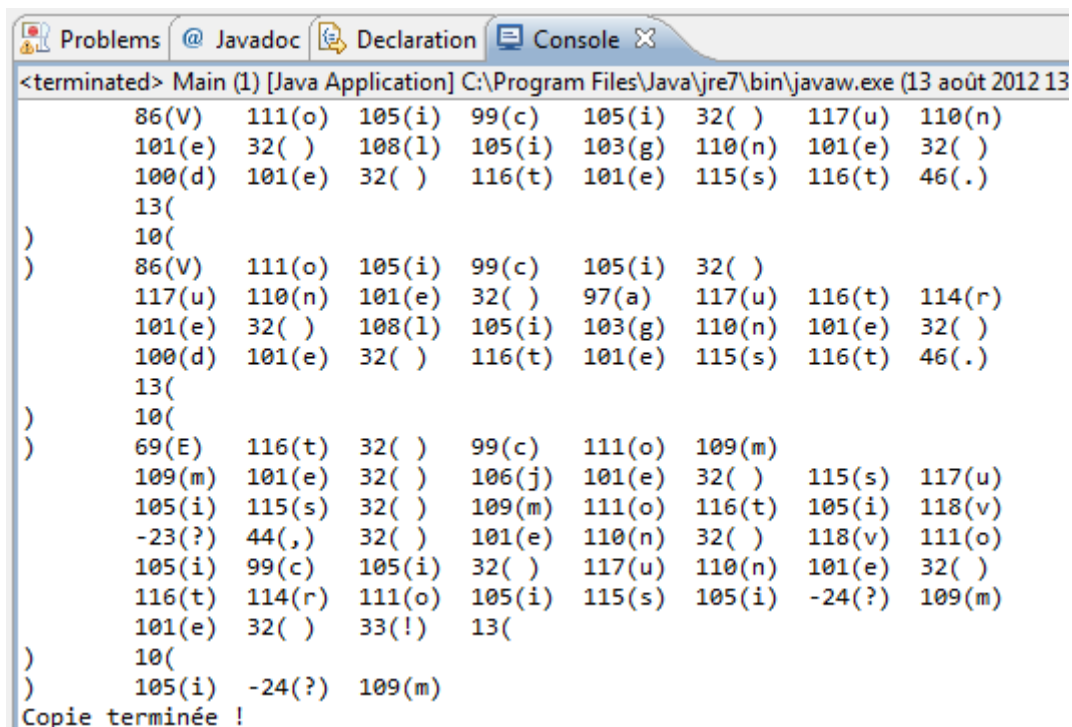 Problems @ Javadoc Declaration Console
<terminated> Main (1) [Java Application] C:\Program Files\Java\jre7\bin\javaw.exe (13 août 2012 13
86(V) 111(o) 105(i) 99(c) 105(i) 32( ) 117(u) 110(n)
101(e) 32( ) 108(l) 105(i) 103(g) 110(n) 101(e) 32( )
100(d) 101(e) 32( ) 116(t) 101(e) 115(s) 116(t) 46(.)
13(
) 10(
) 86(V) 111(o) 105(i) 99(c) 105(i) 32( )
117(u) 110(n) 101(e) 32( ) 97(a) 117(u) 116(t) 114(r)
101(e) 32( ) 108(l) 105(i) 103(g) 110(n) 101(e) 32( )
100(d) 101(e) 32( ) 116(t) 101(e) 115(s) 116(t) 46(.)
13(
) 10(
) 69(E) 116(t) 32( ) 99(c) 111(o) 109(m)
109(m) 101(e) 32( ) 106(j) 101(e) 32( ) 115(s) 117(u)
105(i) 115(s) 32( ) 109(m) 111(o) 116(t) 105(i) 118(v)
-23(?) 44(,) 32( ) 101(e) 110(n) 32( ) 118(v) 111(o)
105(i) 99(c) 105(i) 32( ) 117(u) 110(n) 101(e) 32( )
116(t) 114(r) 111(o) 105(i) 115(s) 105(i) -24(?) 109(m)
101(e) 32( ) 33(!) 13(
) 10(
) 105(i) -24(?) 109(m)
Copie terminée !